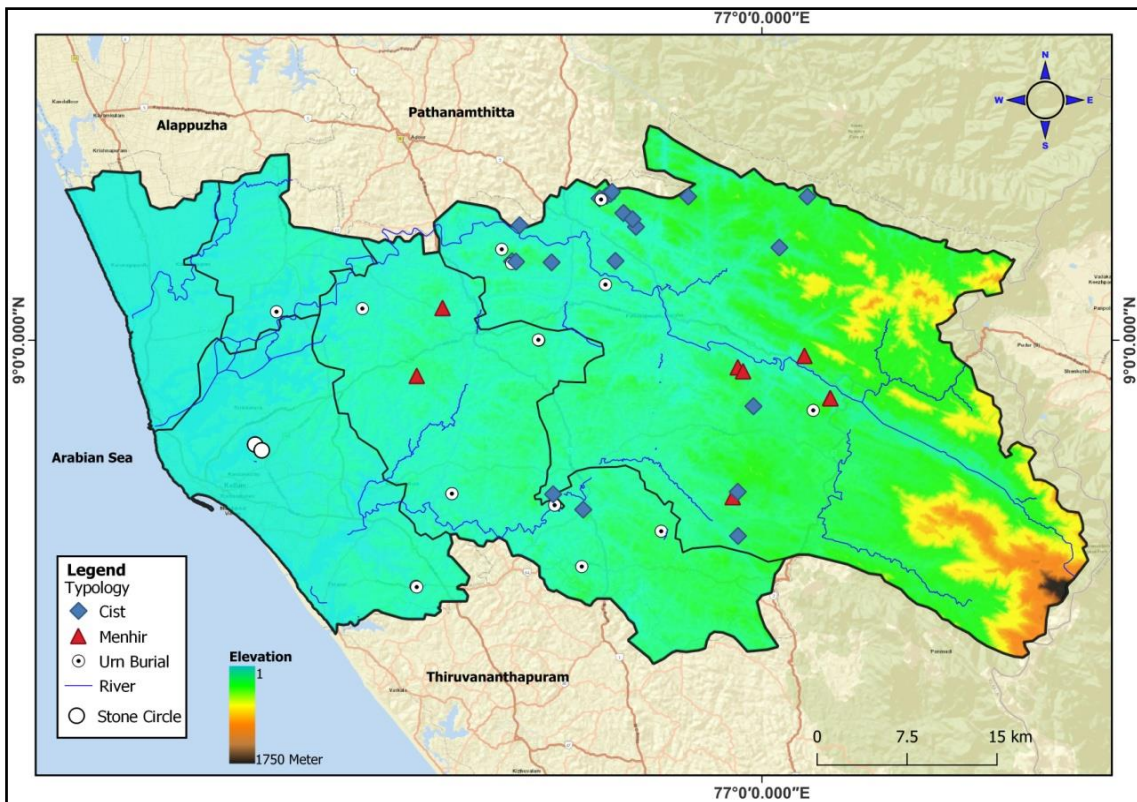 77°0'0.000"E
N
W
E
S
Pathanamthitta
Alappuzha
Adoor
9°0'0.000"N
9°0'0.000"N
Arabian Sea
Legend
Typology
Cist
Menhir
Urn Burial
River
Stone Circle
Elevation
1
1750 Meter
Thiruvananthapuram
0
7.5
15 km
77°0'0.000"E